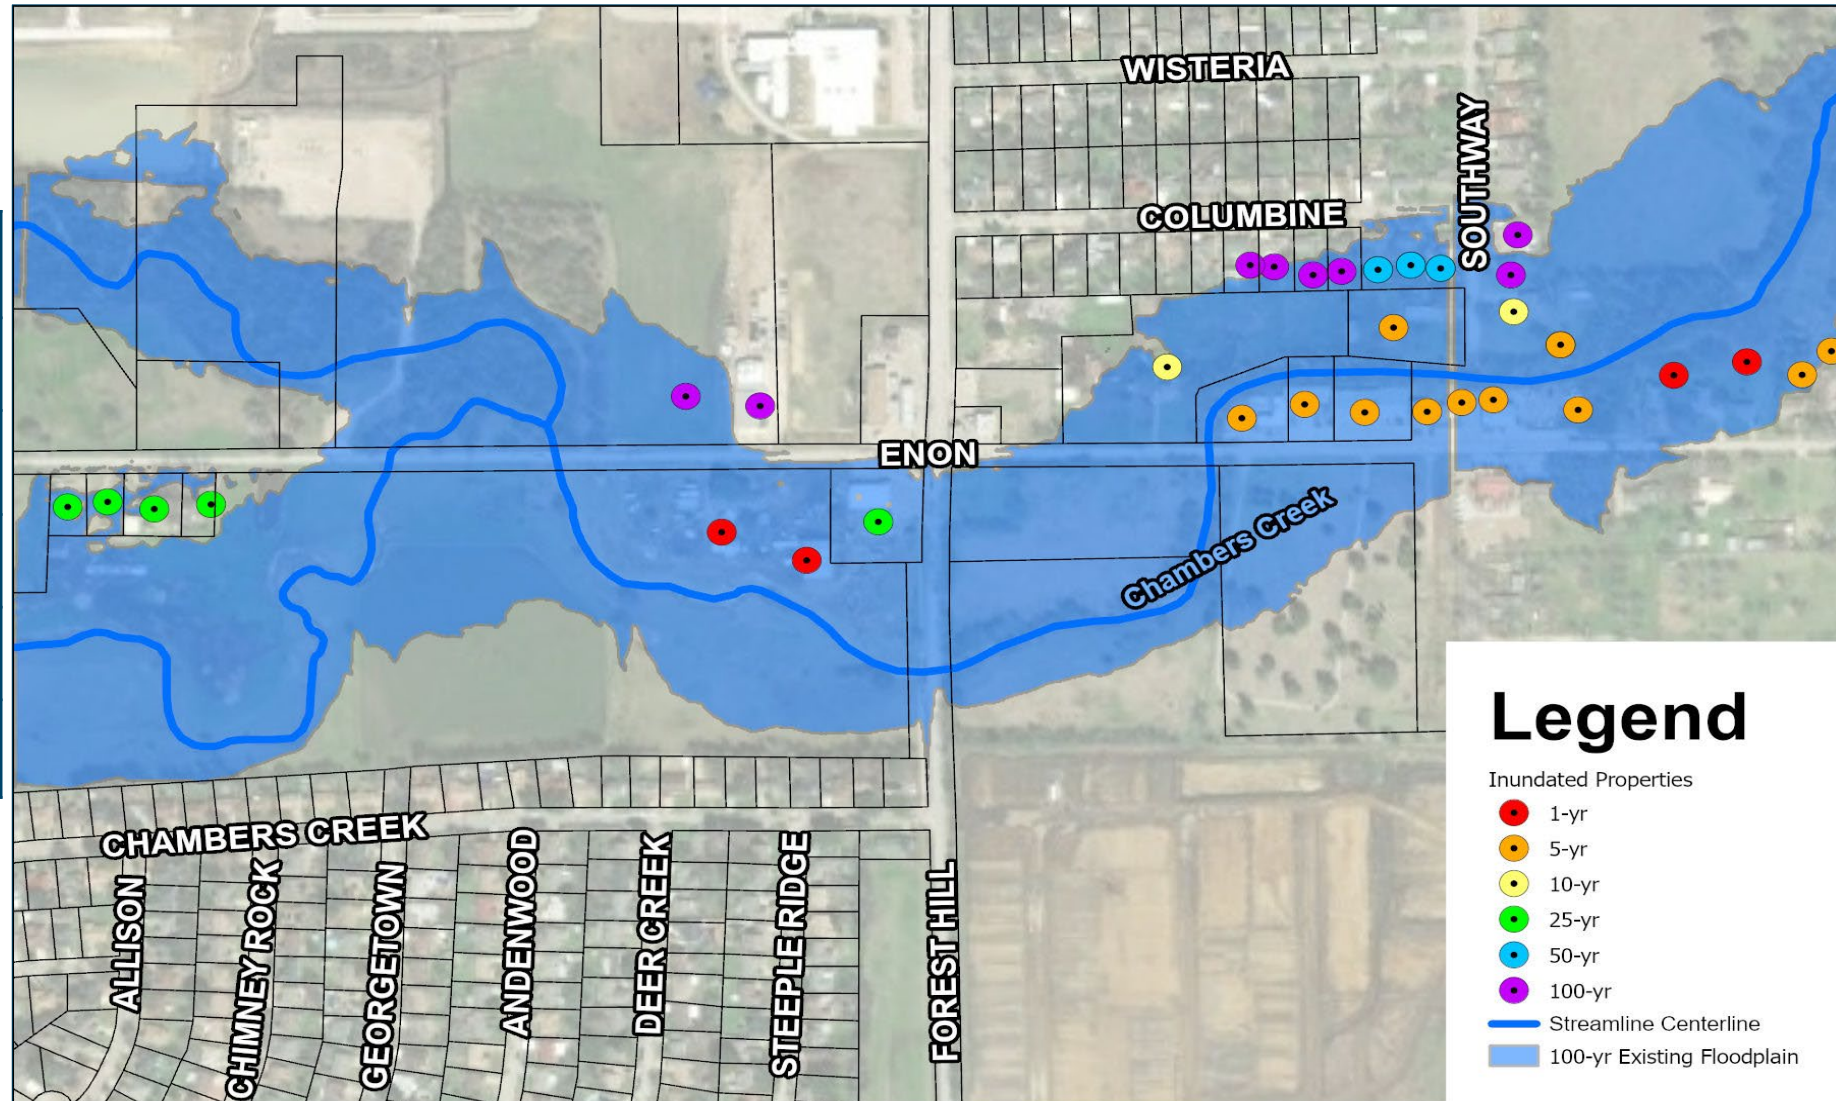 WISTERIA
SOUTHWAY
COLUMBINE
ENON
Chambers Creek
CHAMBERS CREEK
ALLISON
CHIMNEY ROCK
GEORGETOWN
ANDENWOOD
DEER CREEK
STEEPLE RIDGE
FOREST HILL
Legend
Inundated Properties
1-yr
5-yr
10-yr
25-yr
50-yr
100-yr
Streamline Centerline
100-yr Existing Floodplain